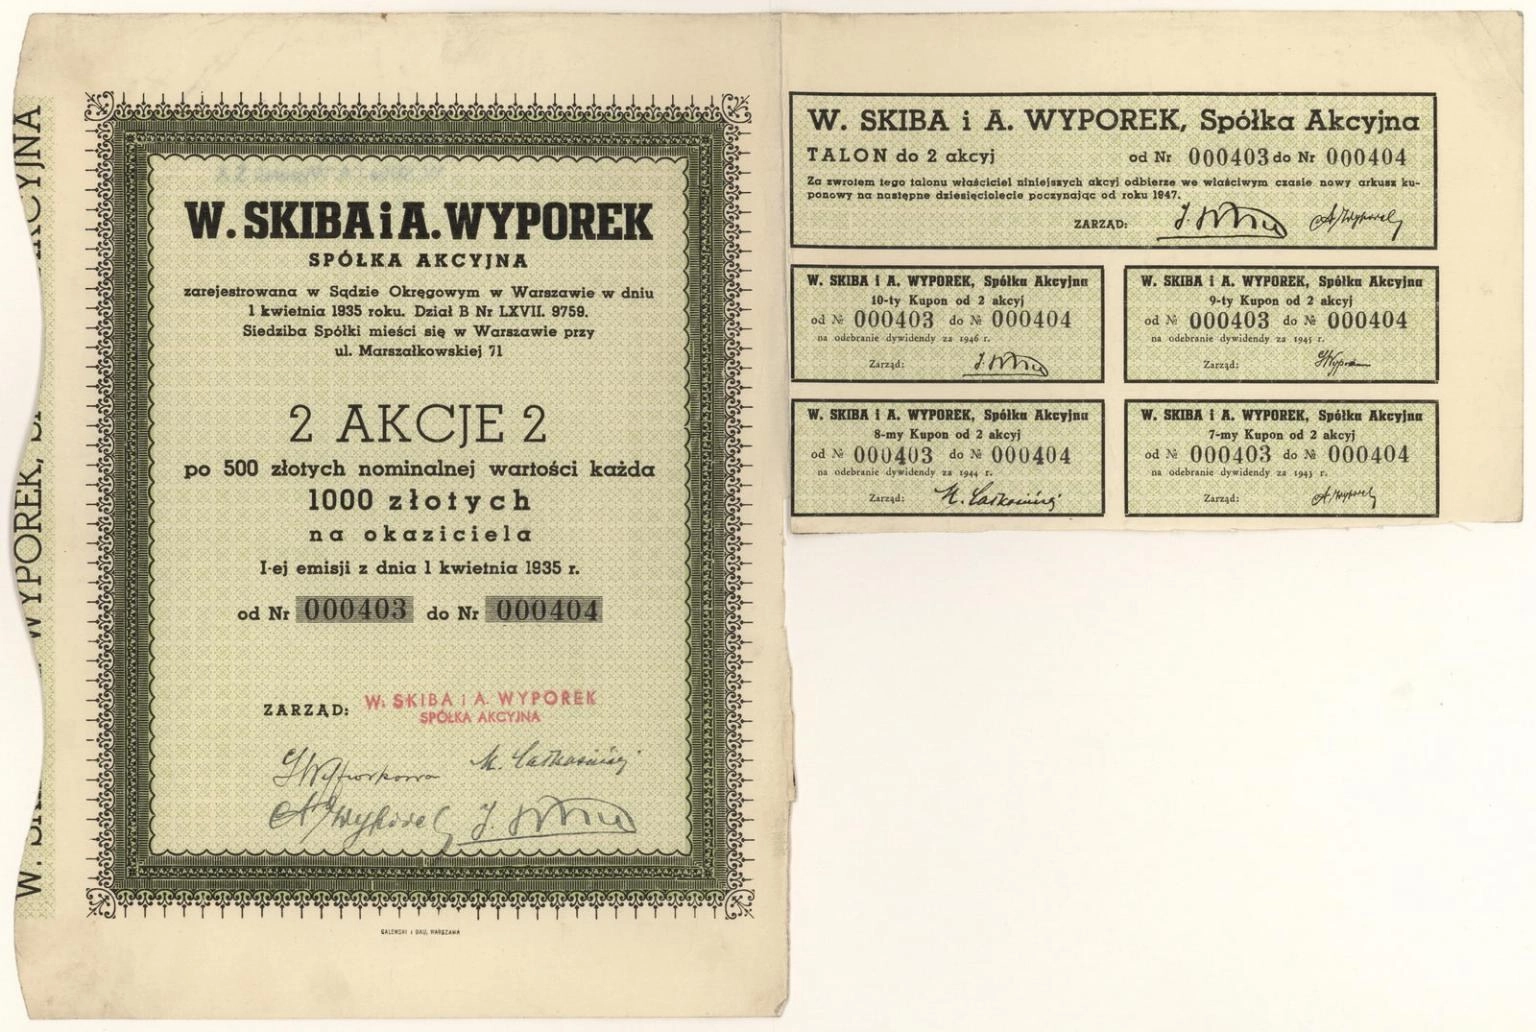 W. SKIBA i A. WYPOREK
SPÓŁKA AKCYJNA
zarejestrowana w Sądzie Okręgowym w Warszawie w dniu
1 kwietnia 1935 roku. Dział B Nr LXVII. 9759.
Siedziba Spółki mieści się w Warszawie przy
ul. Marszałkowskiej 71
2 AKCJE 2
po 500 złotych nominalnej wartości każda
1000 złotych
na okaziciela
I-ej emisji z dnia 1 kwietnia 1935 r.
od Nr 000403 do Nr 000404
ZARZĄD: W. SKIBA i A. WYPOREK
SPÓŁKA AKCYJNA
A. Wyporek
GALEWSKI i DAU, WARSZAWA
W. SKIBA i A. WYPOREK, Spółka Akcyjna
TALON do 2 akcyj od Nr 000403 do Nr 000404
Za zwrotem tego talonu właściciel niniejszych akcyj odbierze we właściwym czasie nowy arkusz ku-
ponowy na następne dziesięciolecie poczynając od roku 1947.
ZARZĄD: A. Wyporek
W. SKIBA i A. WYPOREK, Spółka Akcyjna
10-ty Kupon od 2 akcyj
od № 000403 do № 000404
na odebranie dywidendy za 1946 r.
Zarząd:
W. SKIBA i A. WYPOREK, Spółka Akcyjna
9-ty Kupon od 2 akcyj
od № 000403 do № 000404
na odebranie dywidendy za 1945 r.
Zarząd:
W. SKIBA i A. WYPOREK, Spółka Akcyjna
8-my Kupon od 2 akcyj
od № 000403 do № 000404
na odebranie dywidendy za 1944 r.
Zarząd:
W. SKIBA i A. WYPOREK, Spółka Akcyjna
7-my Kupon od 2 akcyj
od № 000403 do № 000404
na odebranie dywidendy za 1943 r.
Zarząd: A. Wyporek